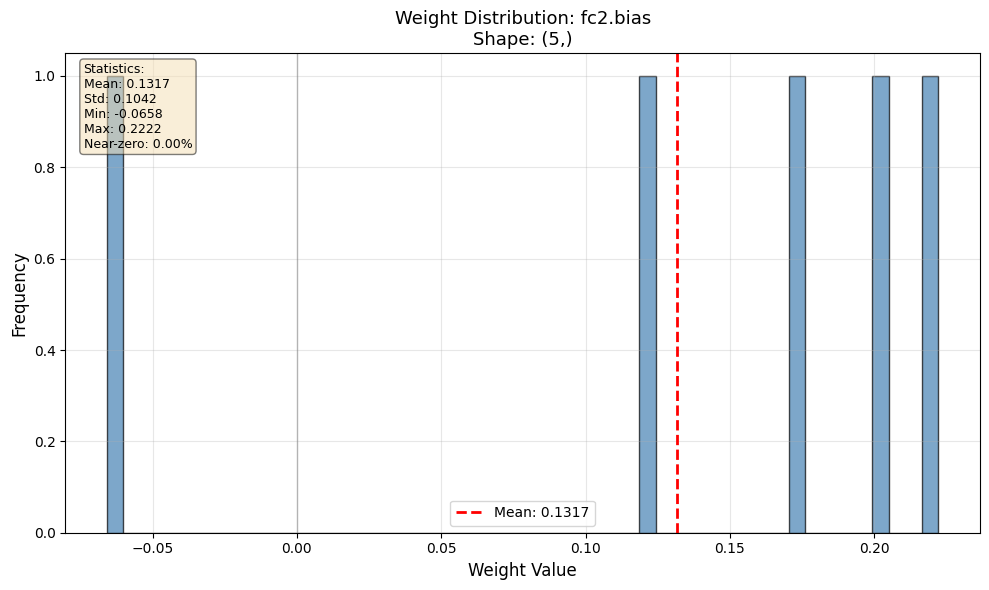 Weight Distribution: fc2.bias
Shape: (5,)
Statistics:
Mean: 0.1317
Std: 0.1042
Min: -0.0658
Max: 0.2222
Near-zero: 0.00%
Frequency
1.0
0.8
0.6
0.4
0.2
0.0
Mean: 0.1317
−0.05 0.00 0.05 0.10 0.15 0.20
Weight Value